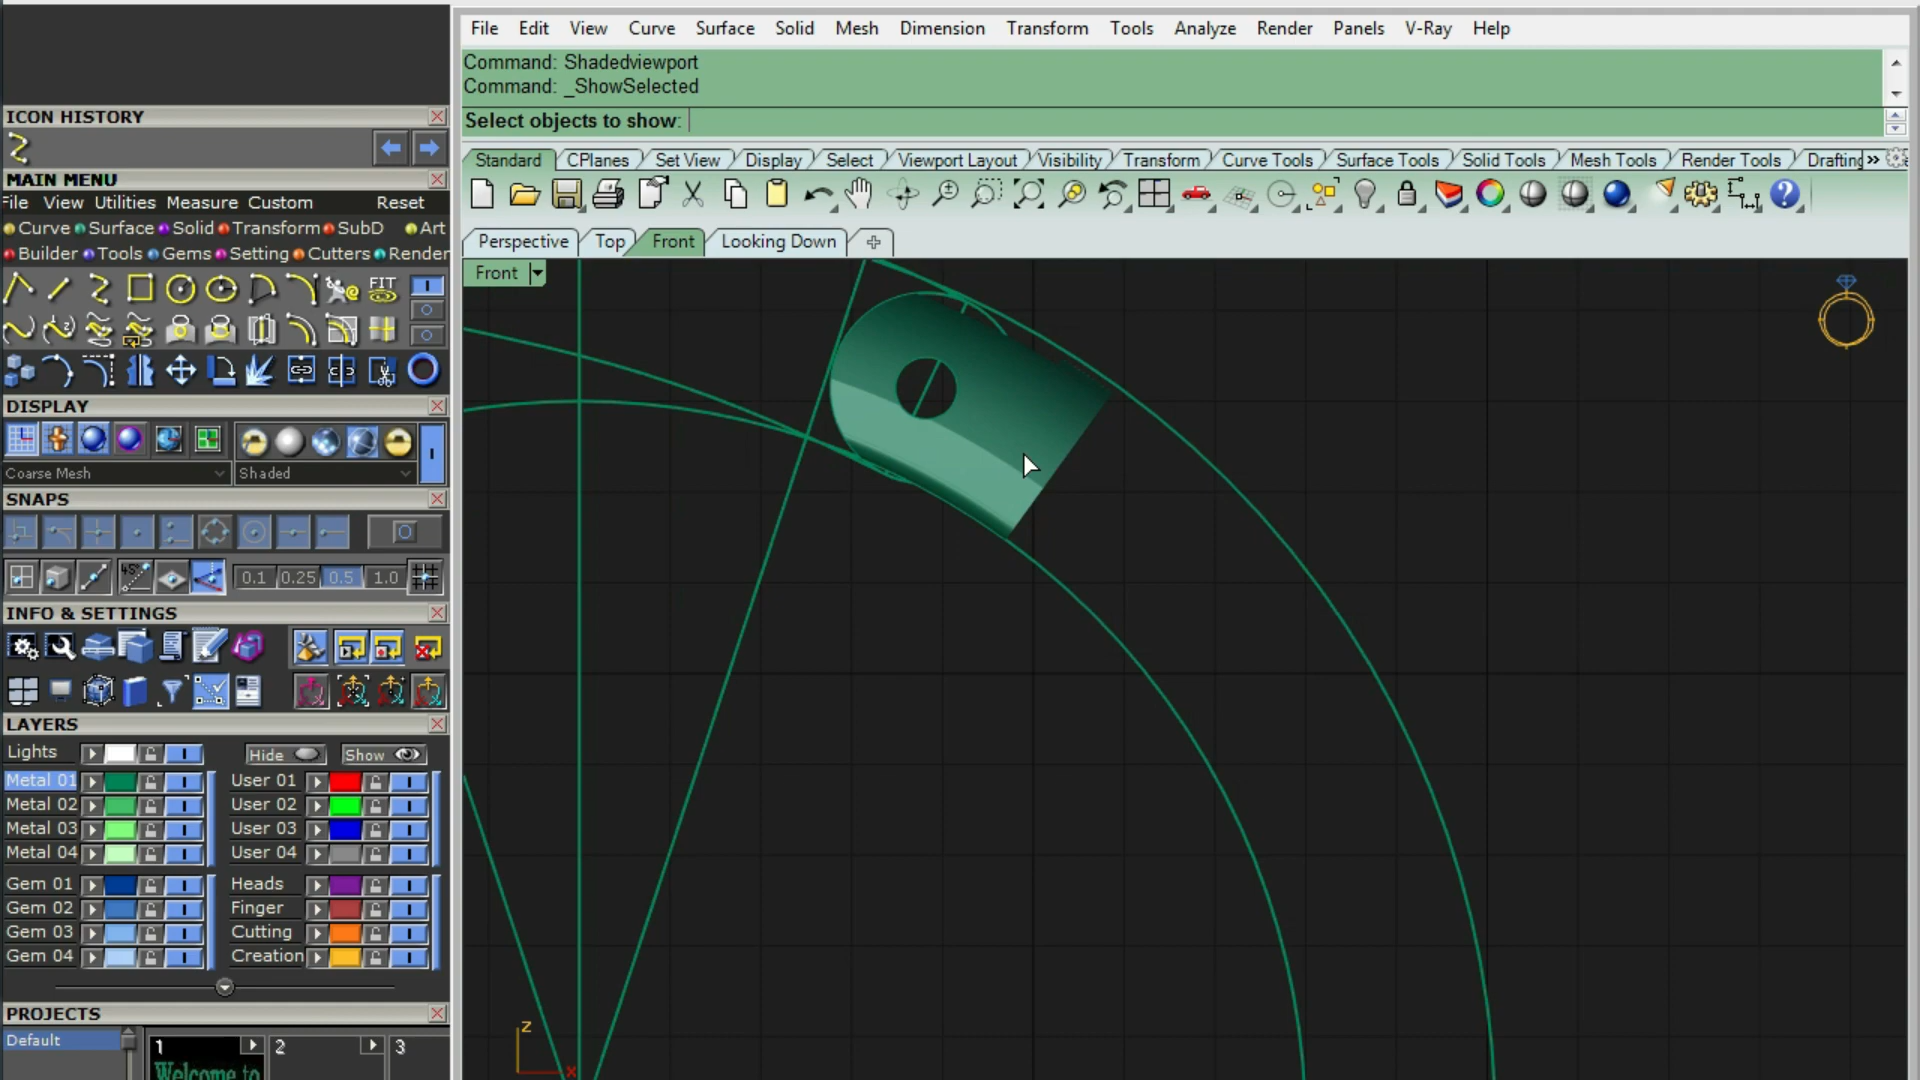 File Edit View Curve Surface Solid Mesh Dimension Transform Tools Analyze Render Panels V-Ray Help
Command: Shadedviewport
Command: _ShowSelected
Select objects to show:
Standard CPlanes Set View Display Select Viewport Layout Visibility Transform Curve Tools Surface Tools Solid Tools Mesh Tools Render Tools Drafting
Perspective Top Front Looking Down
Front
ICON HISTORY
MAIN MENU
File View Utilities Measure Custom Reset
Curve Surface Solid Transform SubD Art
Builder Tools Gems Setting Cutters Render
FIT
DISPLAY
Coarse Mesh Shaded
SNAPS
45° 0.1 0.25 0.5 1.0
INFO & SETTINGS
LAYERS
Lights Hide Show
Metal 01 User 01
Metal 02 User 02
Metal 03 User 03
Metal 04 User 04
Gem 01 Heads
Gem 02 Finger
Gem 03 Cutting
Gem 04 Creation
PROJECTS
Default 1 2 3
Welcome to
z
x